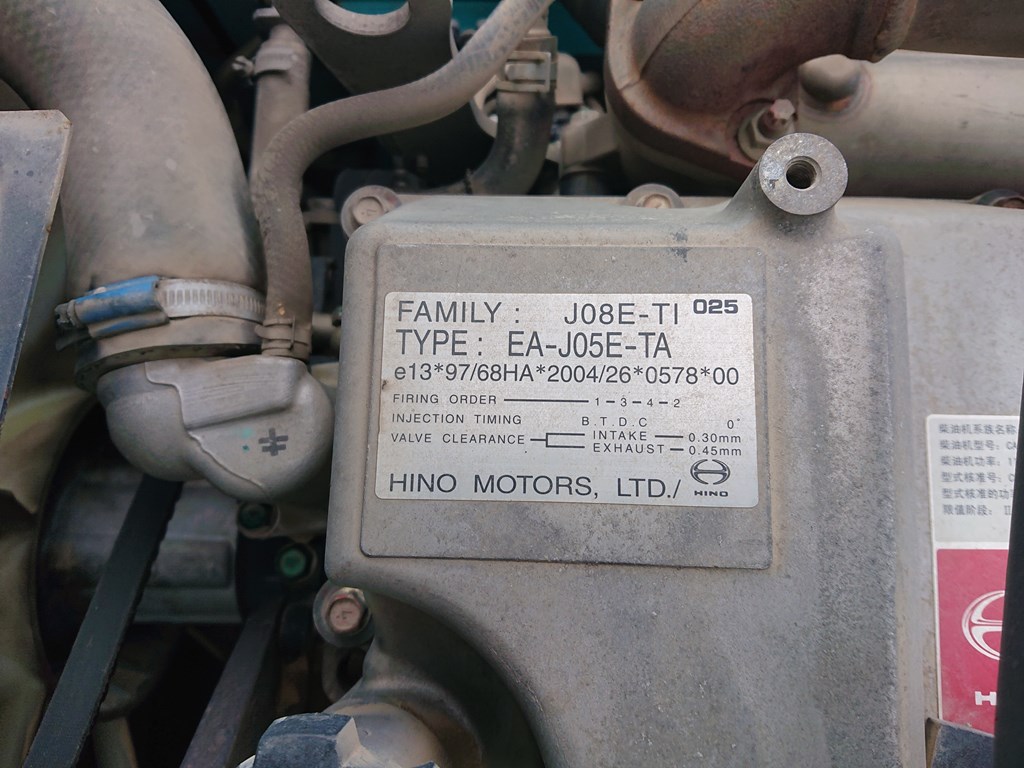 FAMILY : J08E-TI 025
TYPE : EA-J05E-TA
e13*97/68HA*2004/26*0578*00
FIRING ORDER 1-3-4-2
INJECTION TIMING B.T.D.C 0°
VALVE CLEARANCE INTAKE 0.30mm
EXHAUST 0.45mm
HINO MOTORS, LTD./ HINO
柴油机系族名称
柴油机型号:
柴油机功率:
型式核准号:
型式核准的功
限值阶段: